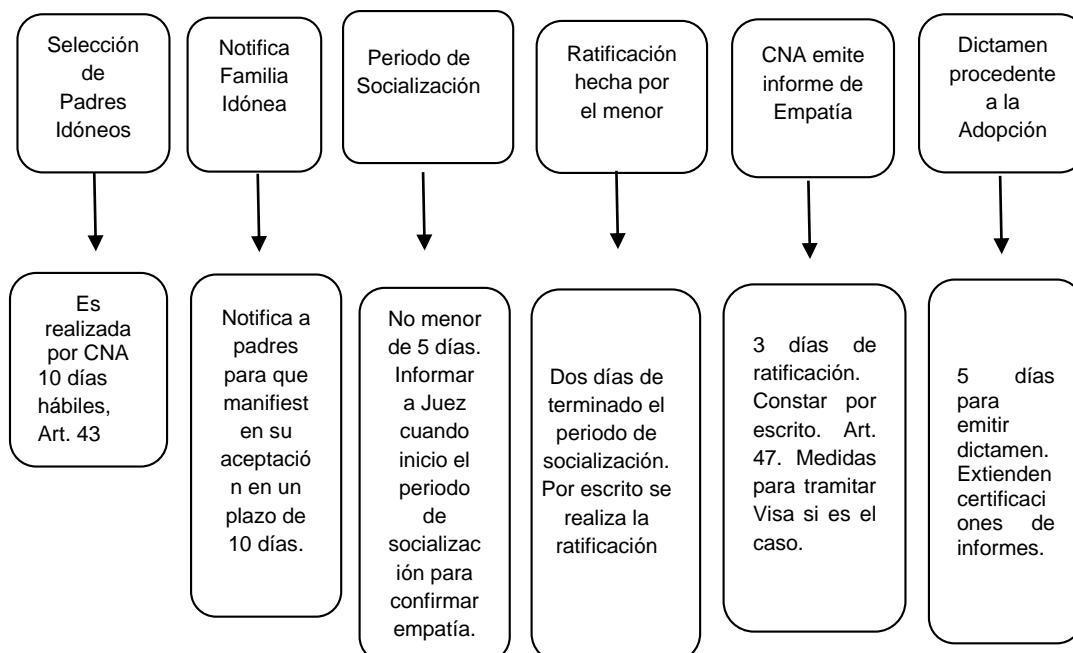 Selección
de
Padres
Idóneos
Notifica
Familia
Idónea
Periodo de
Socialización
Ratificación
hecha por
el menor
CNA emite
informe de
Empatía
Dictamen
procedente
a la
Adopción
Es
realizada
por CNA
10 días
hábiles,
Art. 43
Notifica a
padres
para que
manifiest
en su
aceptació
n en un
plazo de
10 días.
No menor
de 5 días.
Informar
a Juez
cuando
inicio el
periodo
de
socializac
ión para
confirmar
empatía.
Dos días de
terminado el
periodo de
socialización.
Por escrito se
realiza la
ratificación
3 días de
ratificación.
Constar por
escrito. Art.
47. Medidas
para tramitar
Visa si es el
caso.
5 días
para
emitir
dictamen.
Extienden
certificaci
ones de
informes.